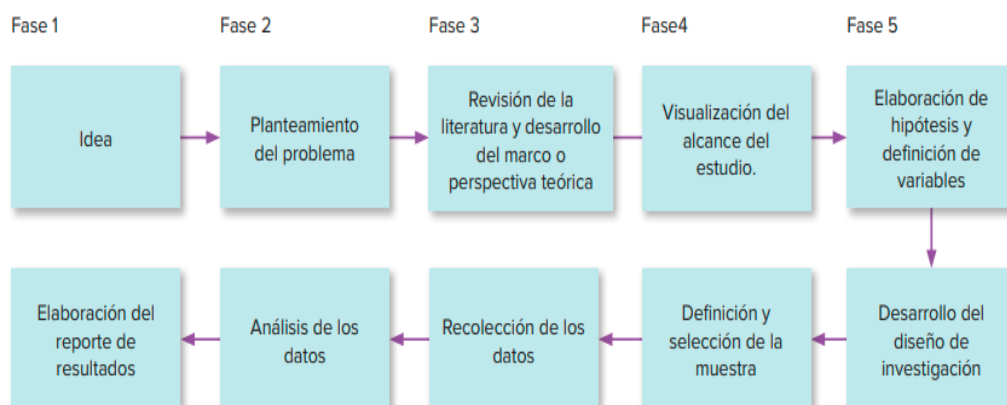 Fase 1
Fase 2
Fase 3
Fase4
Fase 5
Idea
Planteamiento
del problema
Revisión de la
literatura y desarrollo
del marco o
perspectiva teórica
Visualización del
alcance del
estudio.
Elaboración de
hipótesis y
definición de
variables
Elaboración del
reporte de
resultados
Análisis de los
datos
Recolección de los
datos
Definición y
selección de la
muestra
Desarrollo del
diseño de
investigación